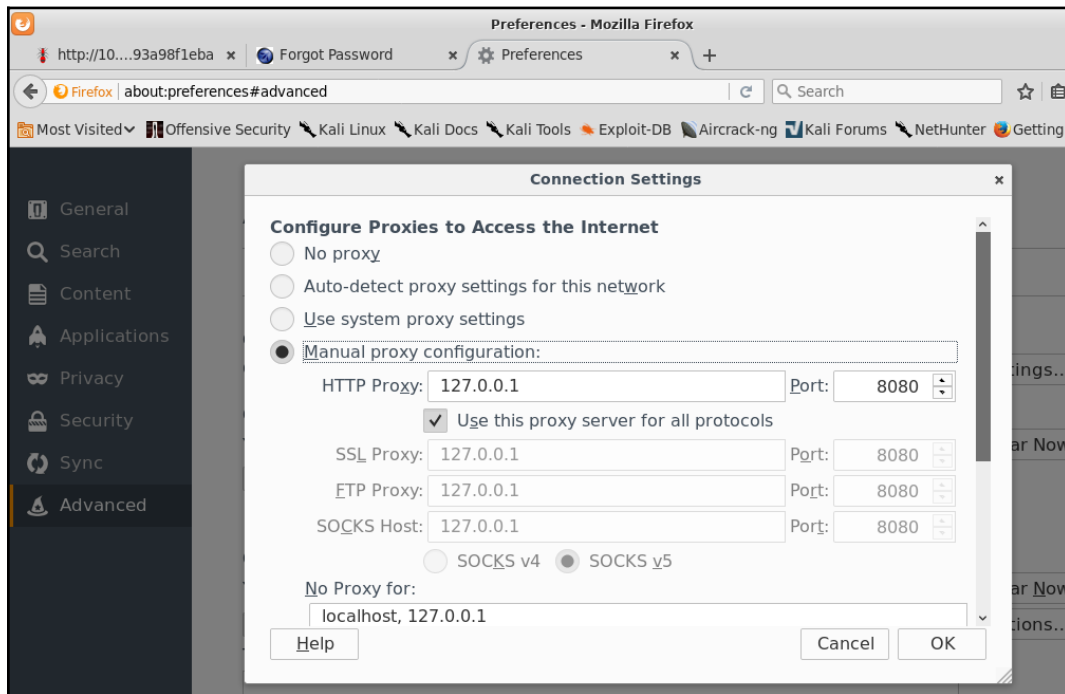 Preferences - Mozilla Firefox
http://10....93a98f1eba × Forgot Password × Preferences × +
Firefox about:preferences#advanced Search
Most Visited Offensive Security Kali Linux Kali Docs Kali Tools Exploit-DB Aircrack-ng Kali Forums NetHunter Getting
Connection Settings ×
General
Search
Content
Applications
Privacy
Security
Sync
Advanced
Configure Proxies to Access the Internet
No proxy
Auto-detect proxy settings for this network
Use system proxy settings
Manual proxy configuration:
HTTP Proxy: 127.0.0.1 Port: 8080
Use this proxy server for all protocols
SSL Proxy: 127.0.0.1 Port: 8080
FTP Proxy: 127.0.0.1 Port: 8080
SOCKS Host: 127.0.0.1 Port: 8080
SOCKS v4 SOCKS v5
No Proxy for:
localhost, 127.0.0.1
Help Cancel OK
tings...
ar Now
ar Now
tions...